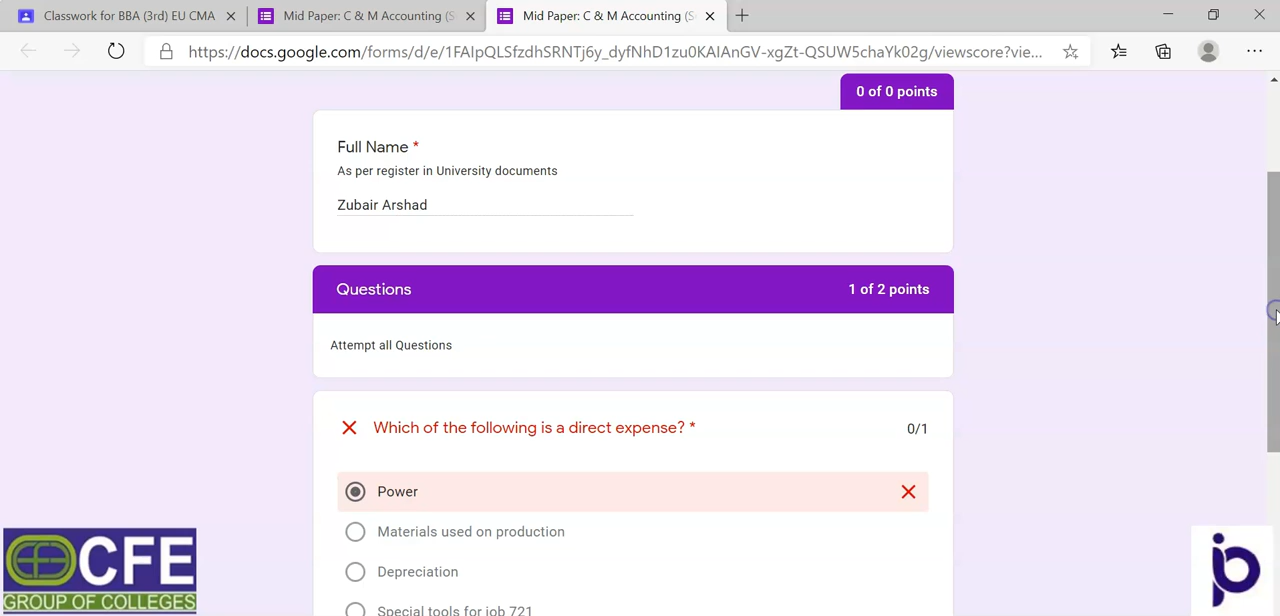 Classwork for BBA (3rd) EU CMA
Mid Paper: C & M Accounting (S
Mid Paper: C & M Accounting (S
https://docs.google.com/forms/d/e/1FAIpQLSfzdhSRNTj6y_dyfNhD1zu0KAIAnGV-xgZt-QSUW5chaYk02g/viewscore?vie...
0 of 0 points
Full Name *
As per register in University documents
Zubair Arshad
Questions
1 of 2 points
Attempt all Questions
Which of the following is a direct expense? *
0/1
Power
Materials used on production
Depreciation
Special tools for job 721
CFE
GROUP OF COLLEGES